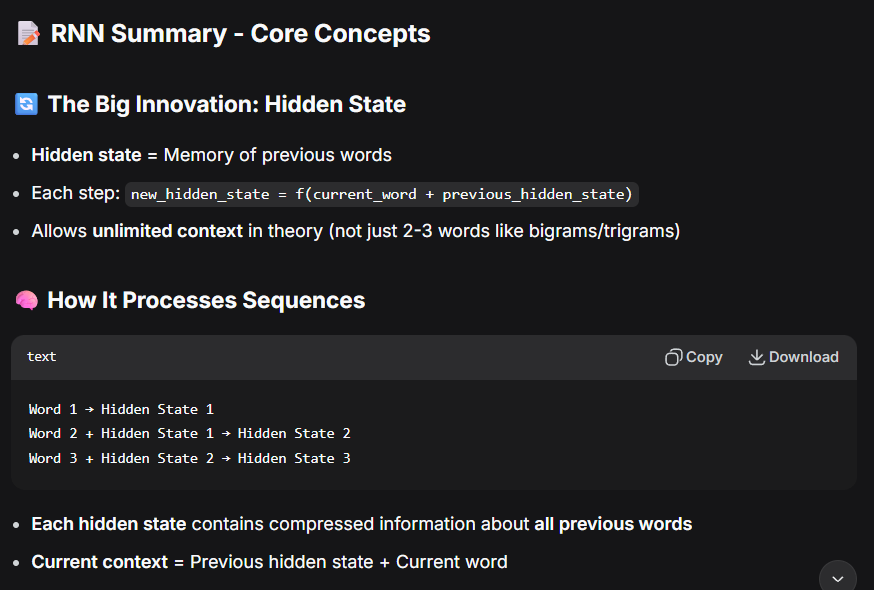 📝 RNN Summary - Core Concepts
🔄 The Big Innovation: Hidden State
• Hidden state = Memory of previous words
• Each step: new_hidden_state = f(current_word + previous_hidden_state)
• Allows unlimited context in theory (not just 2-3 words like bigrams/trigrams)
🧠 How It Processes Sequences
text Copy Download
Word 1 → Hidden State 1
Word 2 + Hidden State 1 → Hidden State 2
Word 3 + Hidden State 2 → Hidden State 3
• Each hidden state contains compressed information about all previous words
• Current context = Previous hidden state + Current word